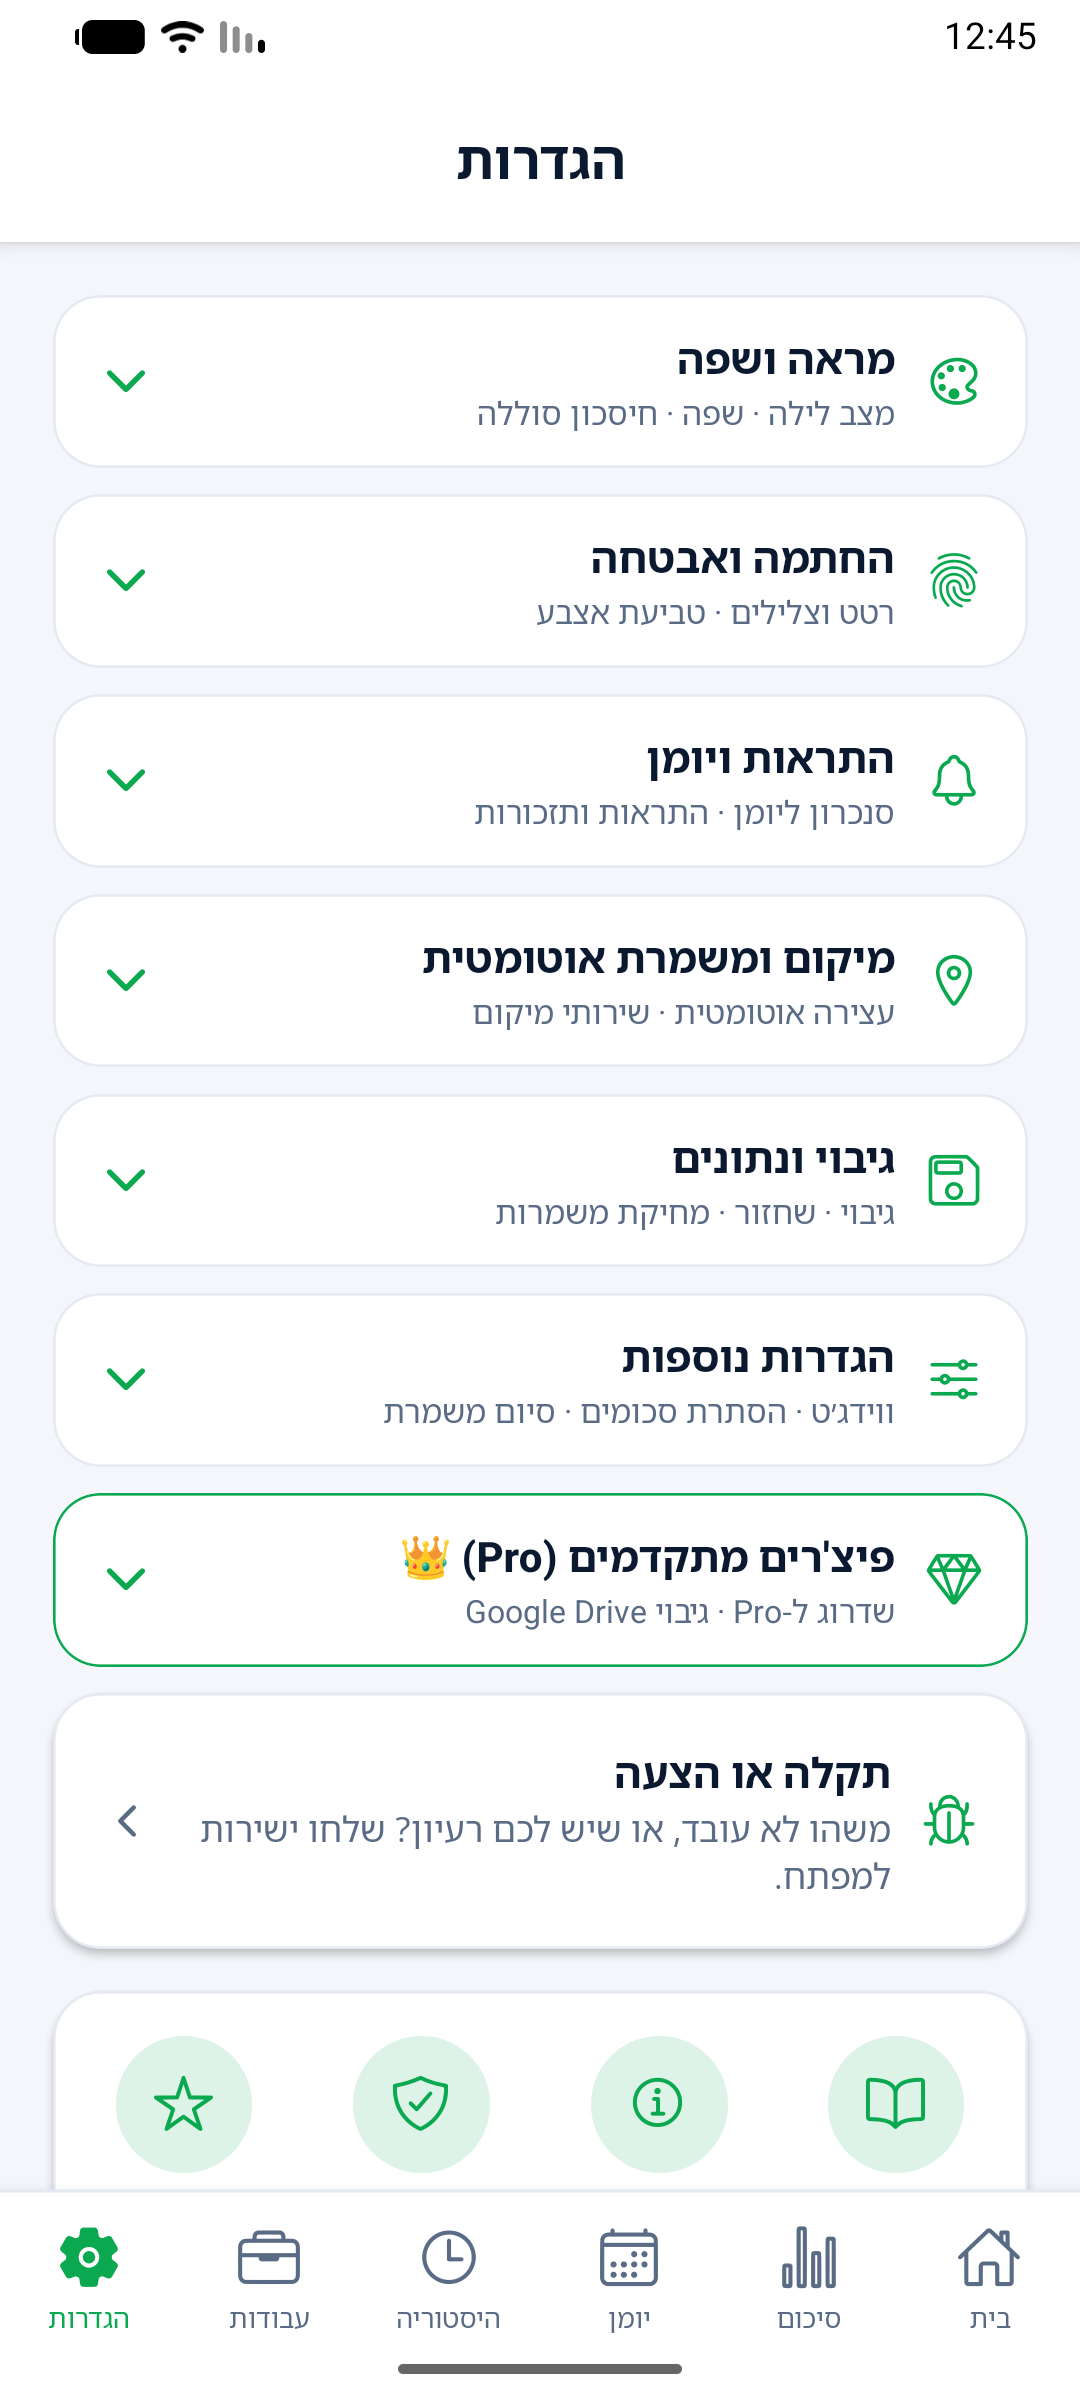 12:45
הגדרות
מראה ושפה
מצב לילה · שפה · חיסכון סוללה
החתמה ואבטחה
רטט וצלילים · טביעת אצבע
התראות ויומן
סנכרון ליומן · התראות ותזכורות
מיקום ומשמרת אוטומטית
עצירה אוטומטית · שירותי מיקום
גיבוי ונתונים
גיבוי · שחזור · מחיקת משמרות
הגדרות נוספות
ווידג׳ט · הסתרת סכומים · סיום משמרת
פיצ'רים מתקדמים (Pro) 👑
שדרוג ל-Pro · גיבוי Google Drive
תקלה או הצעה
משהו לא עובד, או שיש לכם רעיון? שלחו ישירות
למפתח.
בית
סיכום
יומן
היסטוריה
עבודות
הגדרות